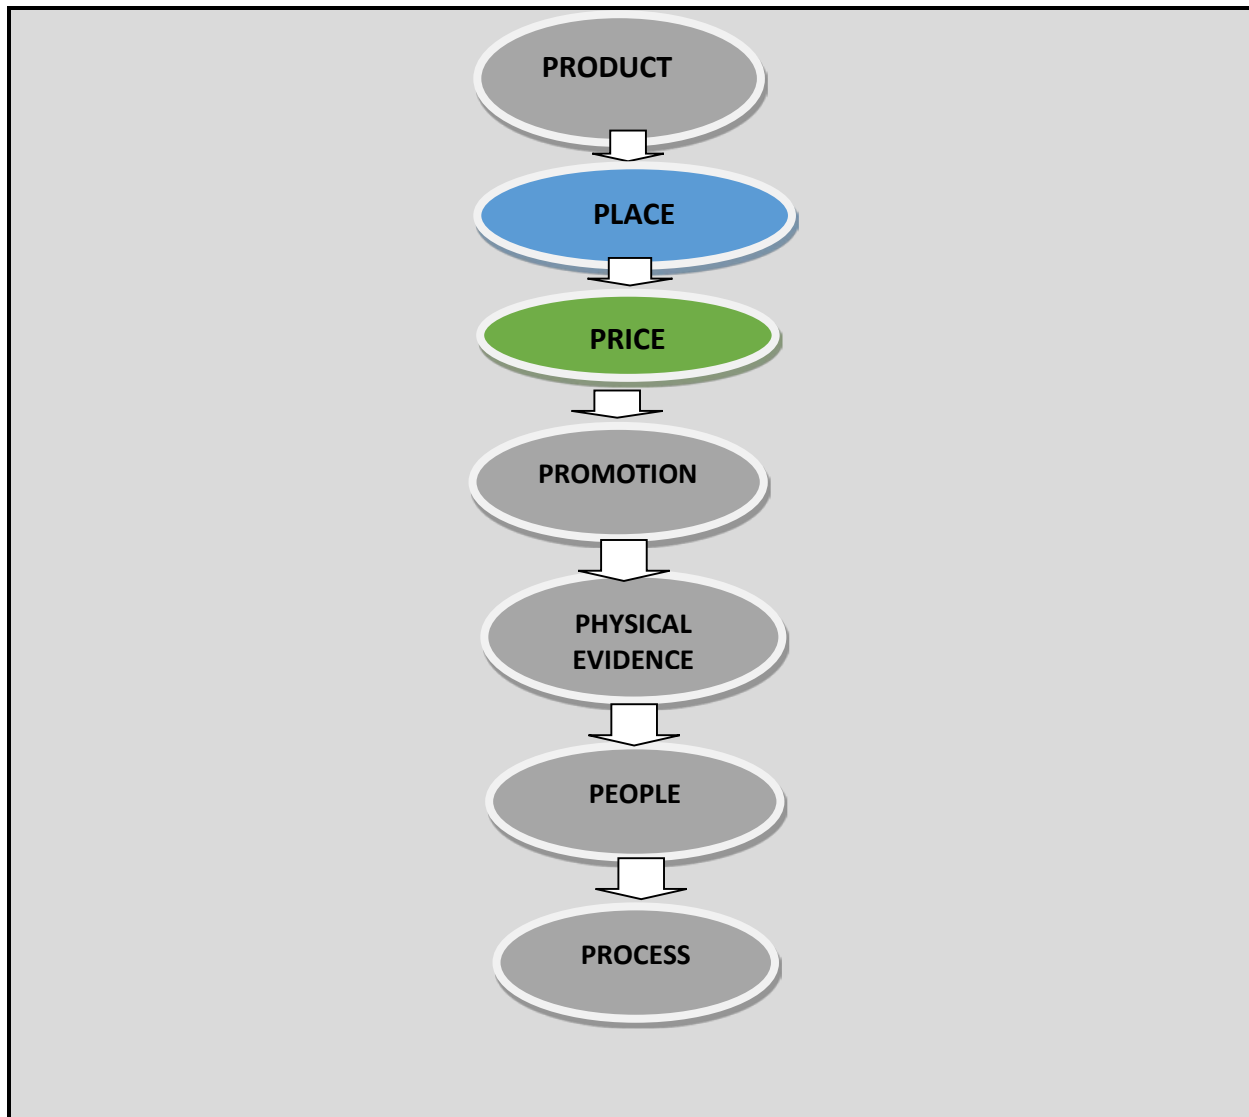 PRODUCT
PLACE
PRICE
PROMOTION
PHYSICAL
EVIDENCE
PEOPLE
PROCESS